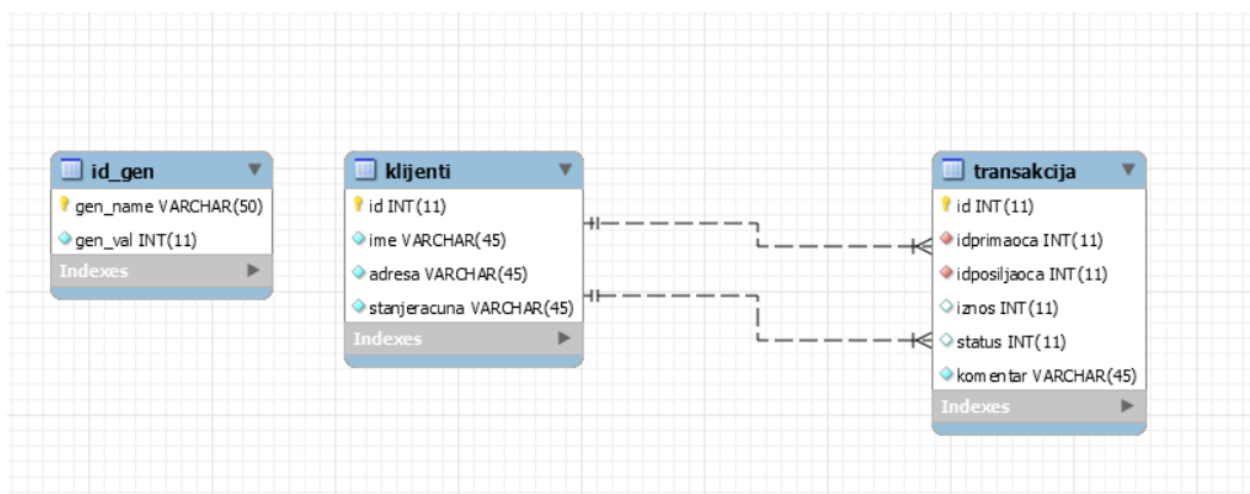 id_gen
gen_name VARCHAR(50)
gen_val INT(11)
Indexes
klijenti
id INT(11)
ime VARCHAR(45)
adresa VARCHAR(45)
stanjeracuna VARCHAR(45)
Indexes
transakcija
id INT(11)
idprimaoca INT(11)
idposiljaoca INT(11)
iznos INT(11)
status INT(11)
komentar VARCHAR(45)
Indexes